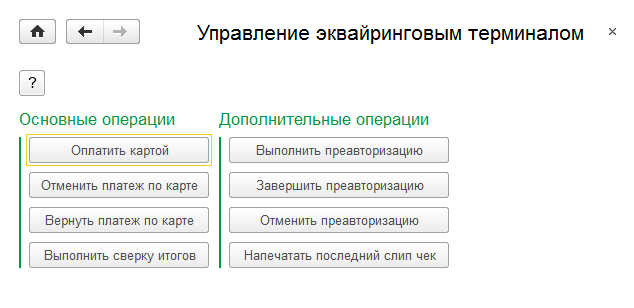 Управление эквайринговым терминалом
?
Основные операции
Дополнительные операции
Оплатить картой
Выполнить преавторизацию
Отменить платеж по карте
Завершить преавторизацию
Вернуть платеж по карте
Отменить преавторизацию
Выполнить сверку итогов
Напечатать последний слип чек